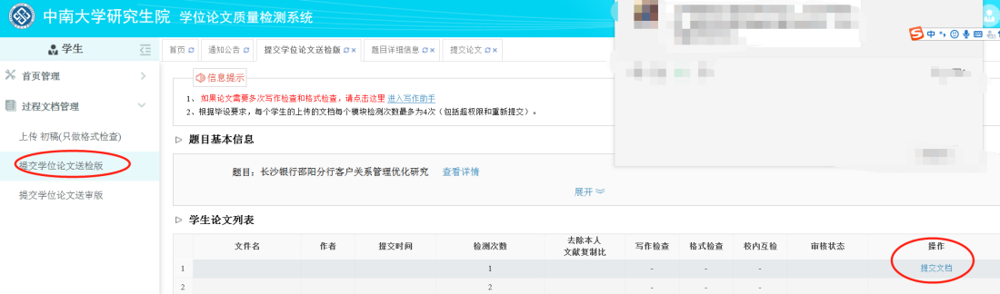 中南大学研究生院 学位论文质量检测系统
学生
首页 通知公告 提交学位论文送检版 题目详细信息 提交论文
首页管理
过程文档管理
上传 初稿(只做格式检查)
提交学位论文送检版
提交学位论文送审版
信息提示
1、如果论文需要多次写作检查和格式检查，请点击这里 进入写作助手
2、根据毕设要求，每个学生的上传的文档每个模块检测次数最多为4次（包括超权限和重新提交）。
题目基本信息
题目： 长沙银行邵阳分行客户关系管理优化研究 查看详情
展开
学生论文列表
文件名 作者 提交时间 检测次数 去除本人文献复制比 写作检查 格式检查 校内互检 审核状态 操作
1 1 - - - 提交文档
2 2 - - -
中